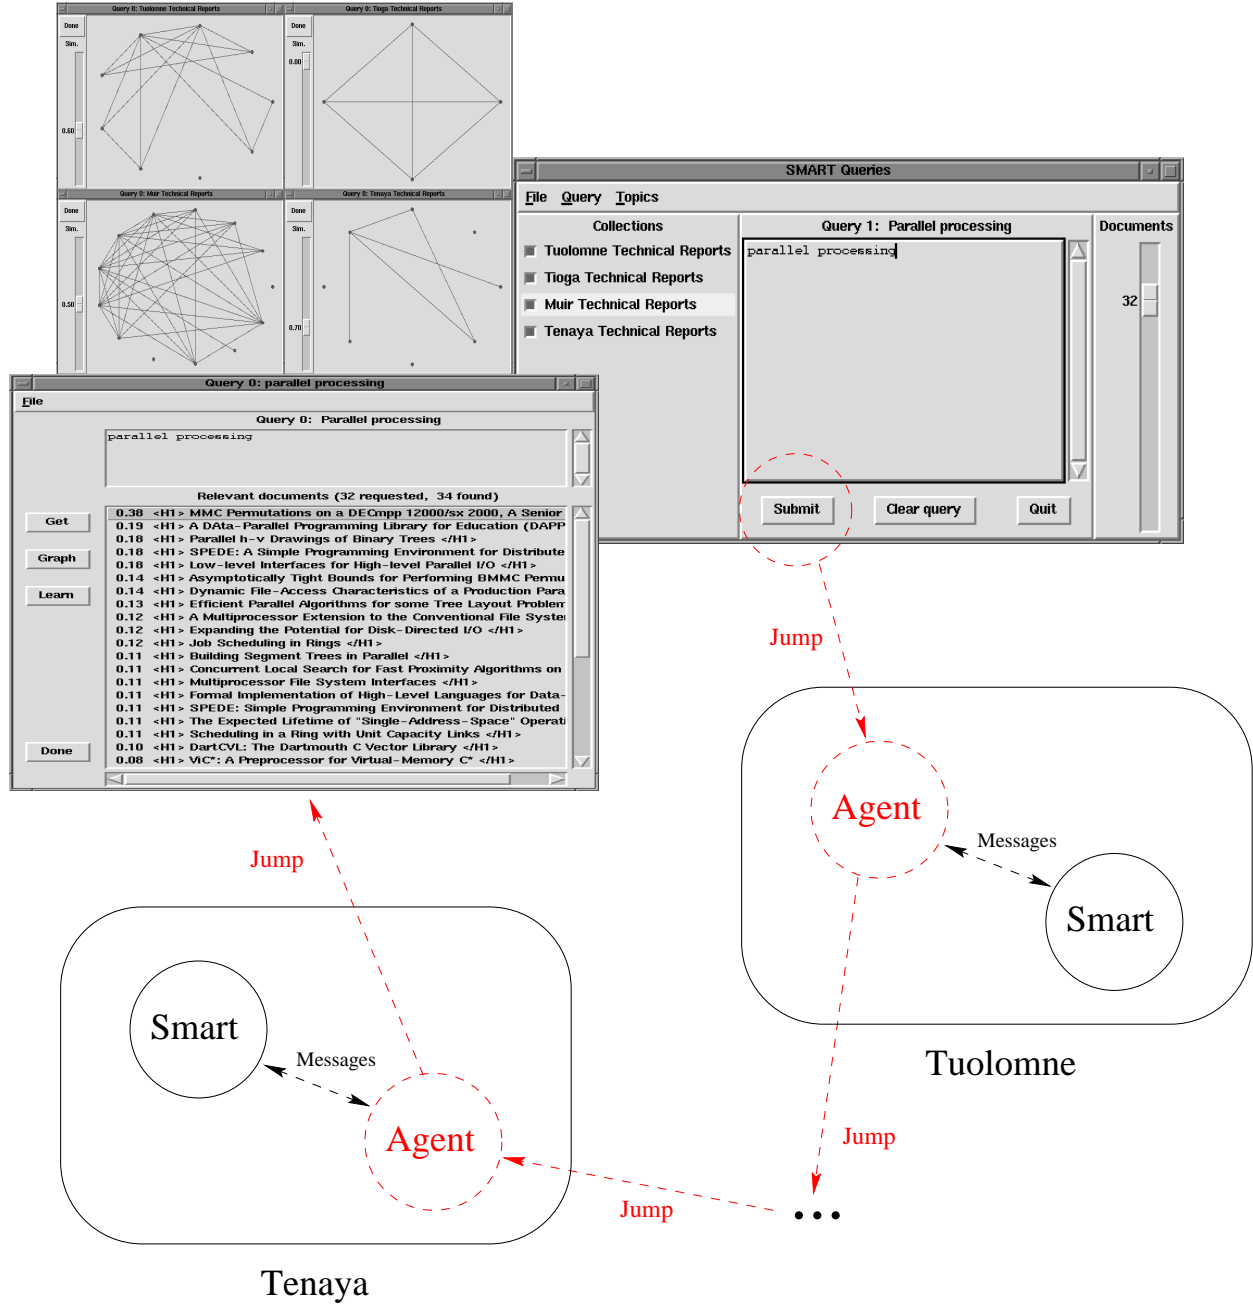 Query 0: Tuolomne Technical Reports
Done
Sim.
0.60
Query 0: Tioga Technical Reports
Done
Sim.
0.00
Query 0: Muir Technical Reports
Done
Sim.
0.50
Query 0: Tenaya Technical Reports
Done
Sim.
0.70
SMART Queries
File Query Topics
Collections
Tuolomne Technical Reports
Tioga Technical Reports
Muir Technical Reports
Tenaya Technical Reports
Query 1: Parallel processing
parallel processing
Documents
32
Submit
Clear query
Quit
Query 0: parallel processing
File
Query 0: Parallel processing
parallel processing
Relevant documents (32 requested, 34 found)
Get
Graph
Learn
Done
0.38 <H1> MMC Permutations on a DECmpp 12000/sx 2000, A Senior
0.19 <H1> A DAta-Parallel Programming Library for Education (DAPP
0.18 <H1> Parallel h-v Drawings of Binary Trees </H1>
0.18 <H1> SPEDE: A Simple Programming Environment for Distribute
0.18 <H1> Low-level Interfaces for High-level Parallel I/O </H1>
0.14 <H1> Asymptotically Tight Bounds for Performing BMMC Permu
0.14 <H1> Dynamic File-Access Characteristics of a Production Para
0.13 <H1> Efficient Parallel Algorithms for some Tree Layout Problem
0.12 <H1> A Multiprocessor Extension to the Conventional File Syste
0.12 <H1> Expanding the Potential for Disk-Directed I/O </H1>
0.12 <H1> Job Scheduling in Rings </H1>
0.11 <H1> Building Segment Trees in Parallel </H1>
0.11 <H1> Concurrent Local Search for Fast Proximity Algorithms on
0.11 <H1> Multiprocessor File System Interfaces </H1>
0.11 <H1> Formal Implementation of High-Level Languages for Data-
0.11 <H1> SPEDE: Simple Programming Environment for Distributed
0.11 <H1> The Expected Lifetime of "Single-Address-Space" Operati
0.11 <H1> Scheduling in a Ring with Unit Capacity Links </H1>
0.10 <H1> DartCVL: The Dartmouth C Vector Library </H1>
0.08 <H1> ViC*: A Preprocessor for Virtual-Memory C* </H1>
Jump
Agent
Messages
Smart
Tuolomne
Jump
...
Jump
Smart
Messages
Agent
Tenaya
Jump